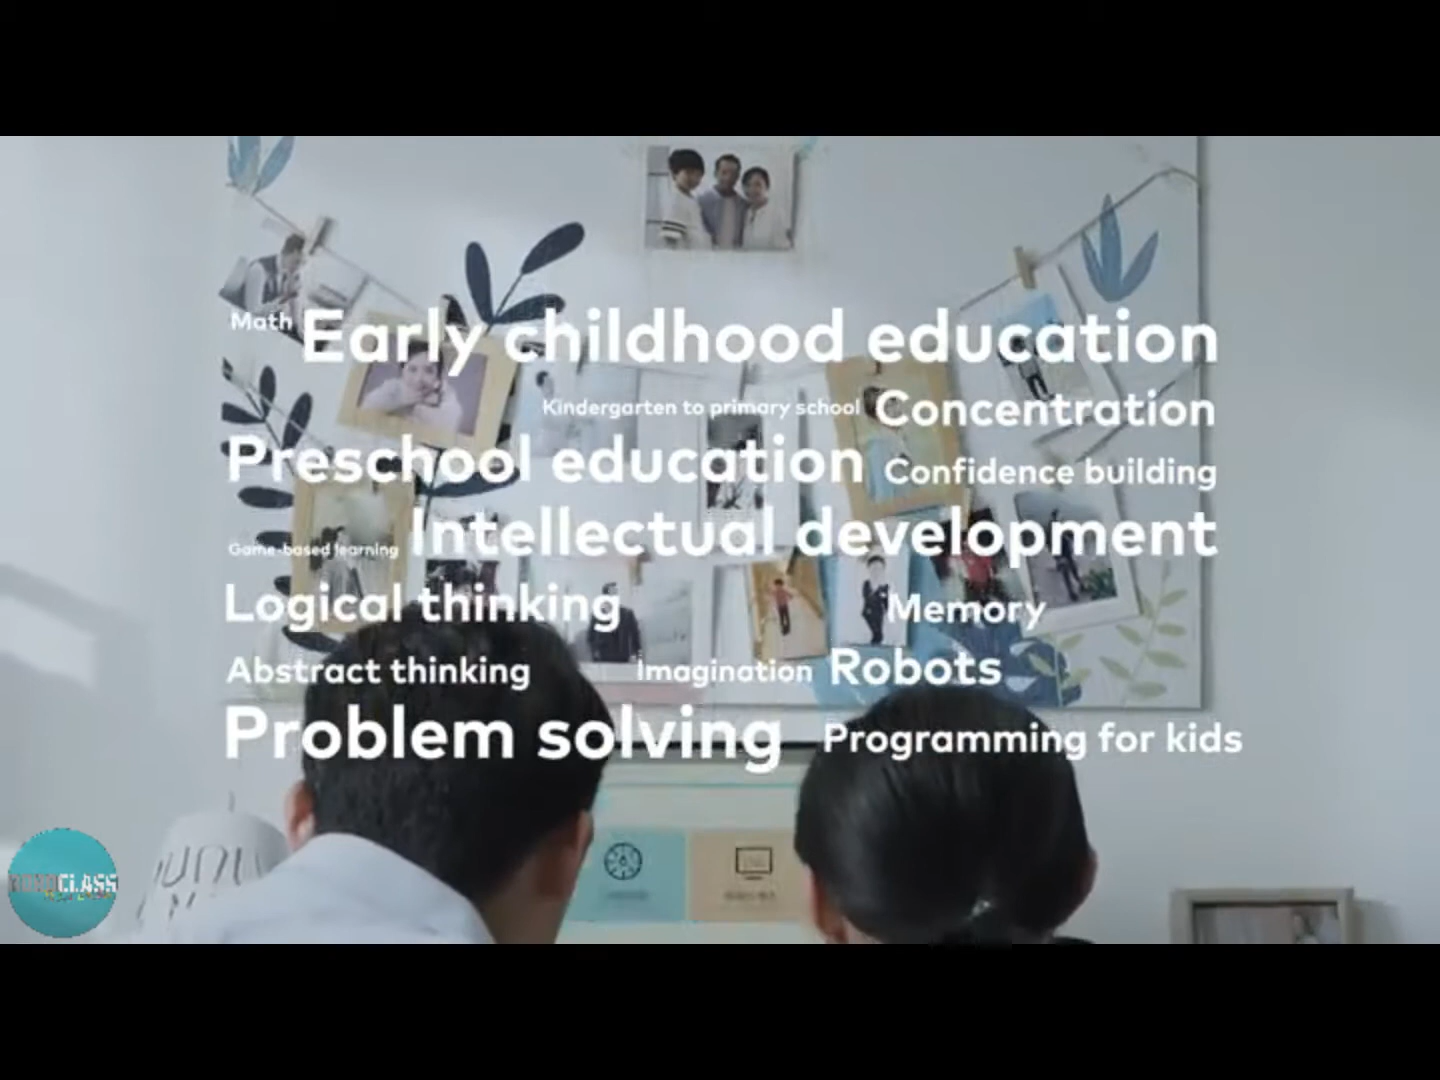 Math Early childhood education
Kindergarten to primary school Concentration
Preschool education Confidence building
Game-based learning Intellectual development
Logical thinking Memory
Abstract thinking Imagination Robots
Problem solving Programming for kids
CLASS